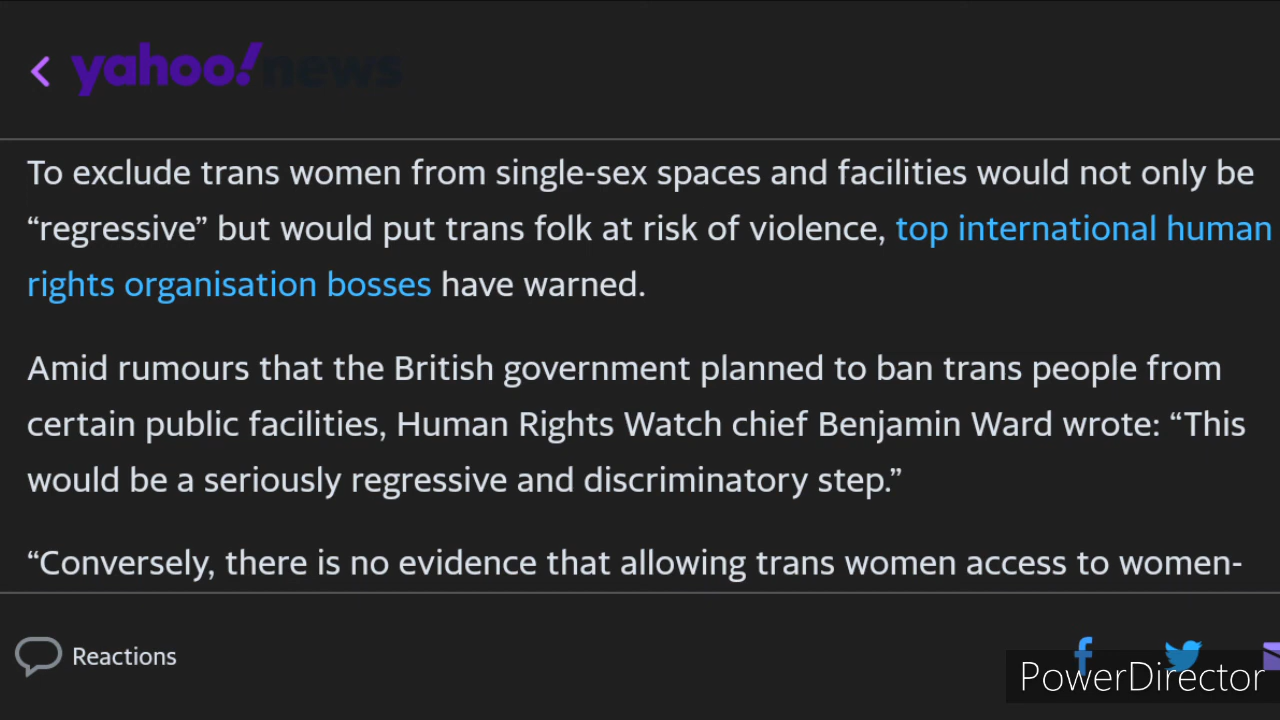 yahoo!news
To exclude trans women from single-sex spaces and facilities would not only be
“regressive” but would put trans folk at risk of violence, top international human
rights organisation bosses have warned.
Amid rumours that the British government planned to ban trans people from
certain public facilities, Human Rights Watch chief Benjamin Ward wrote: “This
would be a seriously regressive and discriminatory step.”
“Conversely, there is no evidence that allowing trans women access to women-
Reactions
PowerDirector